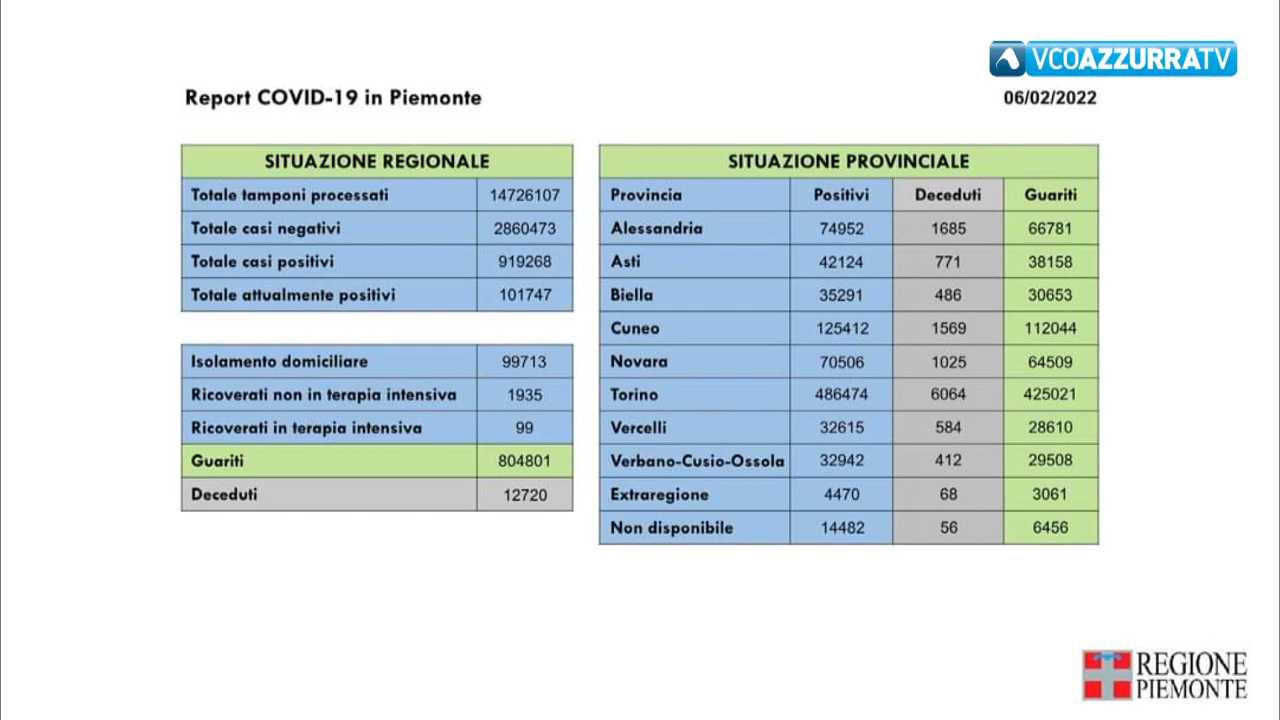 VCOAZZURRATV
Report COVID-19 in Piemonte 06/02/2022
SITUAZIONE REGIONALE
Totale tamponi processati 14726107
Totale casi negativi 2860473
Totale casi positivi 919268
Totale attualmente positivi 101747
Isolamento domiciliare 99713
Ricoverati non in terapia intensiva 1935
Ricoverati in terapia intensiva 99
Guariti 804801
Deceduti 12720
SITUAZIONE PROVINCIALE
Provincia Positivi Deceduti Guariti
Alessandria 74952 1685 66781
Asti 42124 771 38158
Biella 35291 486 30653
Cuneo 125412 1569 112044
Novara 70506 1025 64509
Torino 486474 6064 425021
Vercelli 32615 584 28610
Verbano-Cusio-Ossola 32942 412 29508
Extraregione 4470 68 3061
Non disponibile 14482 56 6456
REGIONE
PIEMONTE